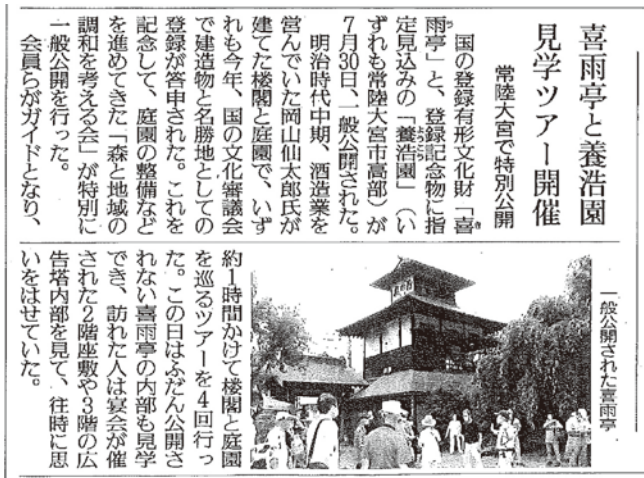 喜雨亭と養浩園
見学ツアー開催
常陸大宮で特別公開
国の登録有形文化財「喜
雨亭」と、登録記念物に指
定見込みの「養浩園」(い
ずれも常陸大宮市高部)が
7月30日、一般公開された。
明治時代中期、酒造業を
営んでいた岡山仙太郎氏が
建てた楼閣と庭園で、いず
れも今年、国の文化審議会
で建造物と名勝地としての
登録が答申された。これを
記念して、庭園の整備など
を進めてきた「森と地域の
調和を考える会」が特別に
一般公開を行った。
会員らがガイドとなり、
一般公開された喜雨亭
約1時間かけて楼閣と庭園
を巡るツアーを4回行っ
た。この日はふだん公開さ
れない喜雨亭の内部も見学
でき、訪れた人は宴会が催
された2階座敷や3階の広
告塔内部を見て、往時に思
いをはせていた。